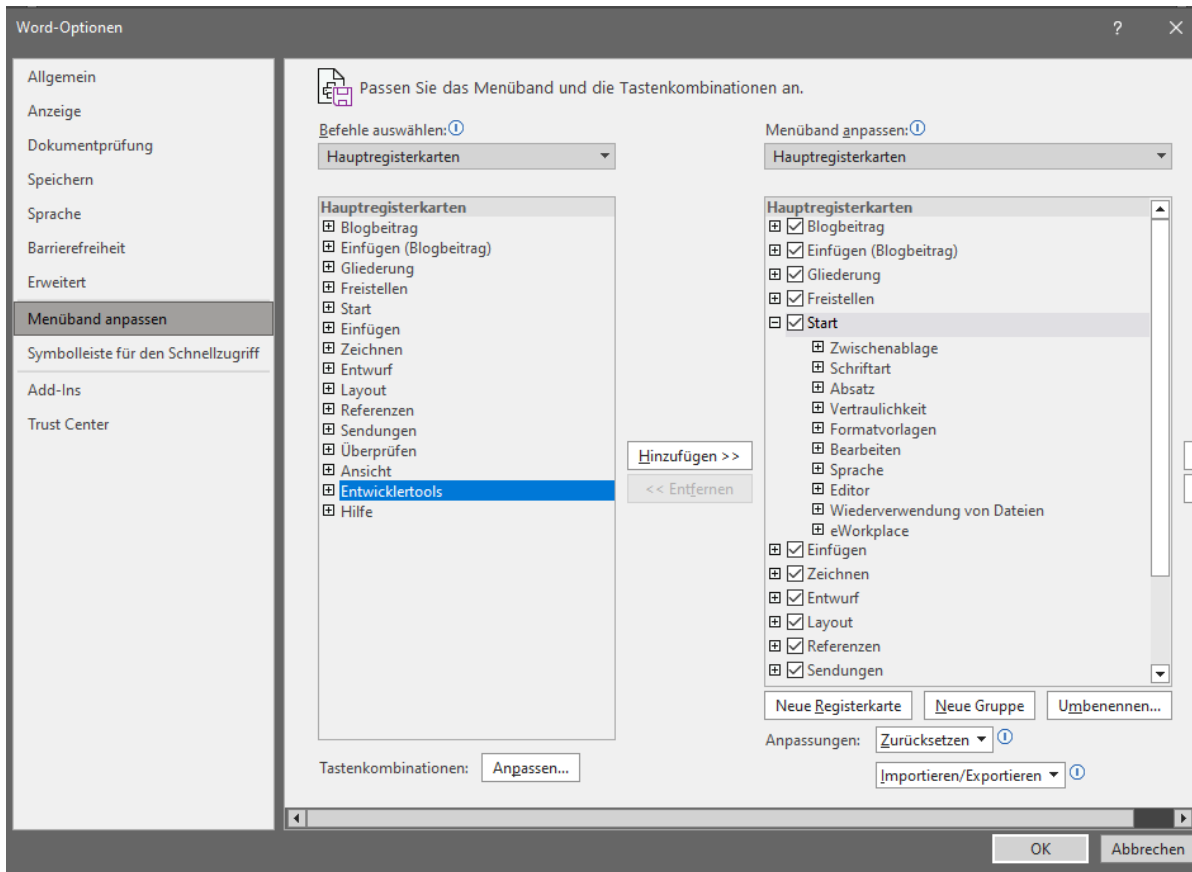 Word-Optionen
?
Allgemein
Anzeige
Dokumentprüfung
Speichern
Sprache
Barrierefreiheit
Erweitert
Menüband anpassen
Symbolleiste für den Schnellzugriff
Add-Ins
Trust Center
Passen Sie das Menüband und die Tastenkombinationen an.
Befehle auswählen:
Hauptregisterkarten
Hauptregisterkarten
Blogbeitrag
Einfügen (Blogbeitrag)
Gliederung
Freistellen
Start
Einfügen
Zeichnen
Entwurf
Layout
Referenzen
Sendungen
Überprüfen
Ansicht
Entwicklertools
Hilfe
Tastenkombinationen: Anpassen...
Hinzufügen >>
<< Entfernen
Menüband anpassen:
Hauptregisterkarten
Hauptregisterkarten
Blogbeitrag
Einfügen (Blogbeitrag)
Gliederung
Freistellen
Start
Zwischenablage
Schriftart
Absatz
Vertraulichkeit
Formatvorlagen
Bearbeiten
Sprache
Editor
Wiederverwendung von Dateien
eWorkplace
Einfügen
Zeichnen
Entwurf
Layout
Referenzen
Sendungen
Neue Registerkarte Neue Gruppe Umbenennen...
Anpassungen: Zurücksetzen
Importieren/Exportieren
OK Abbrechen